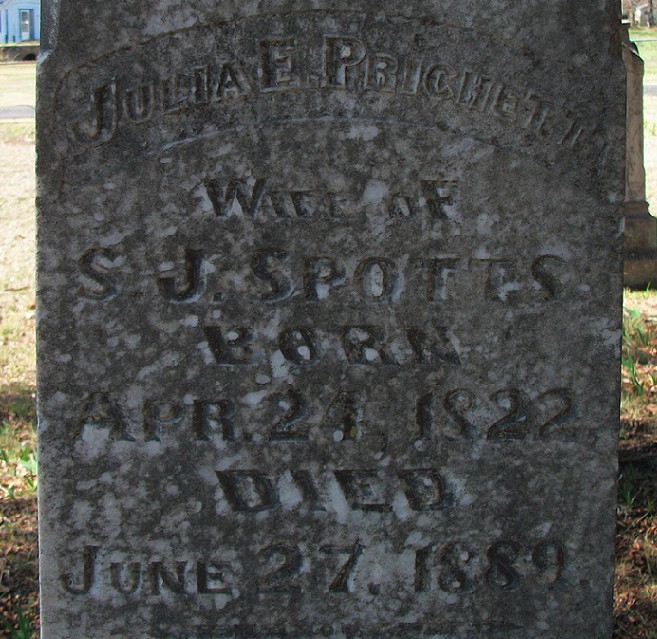 JULIA E. PRICHETT
WIFE OF
S. J. SPOTTS.
BORN
APR. 24, 1822.
DIED
JUNE 27, 1889.